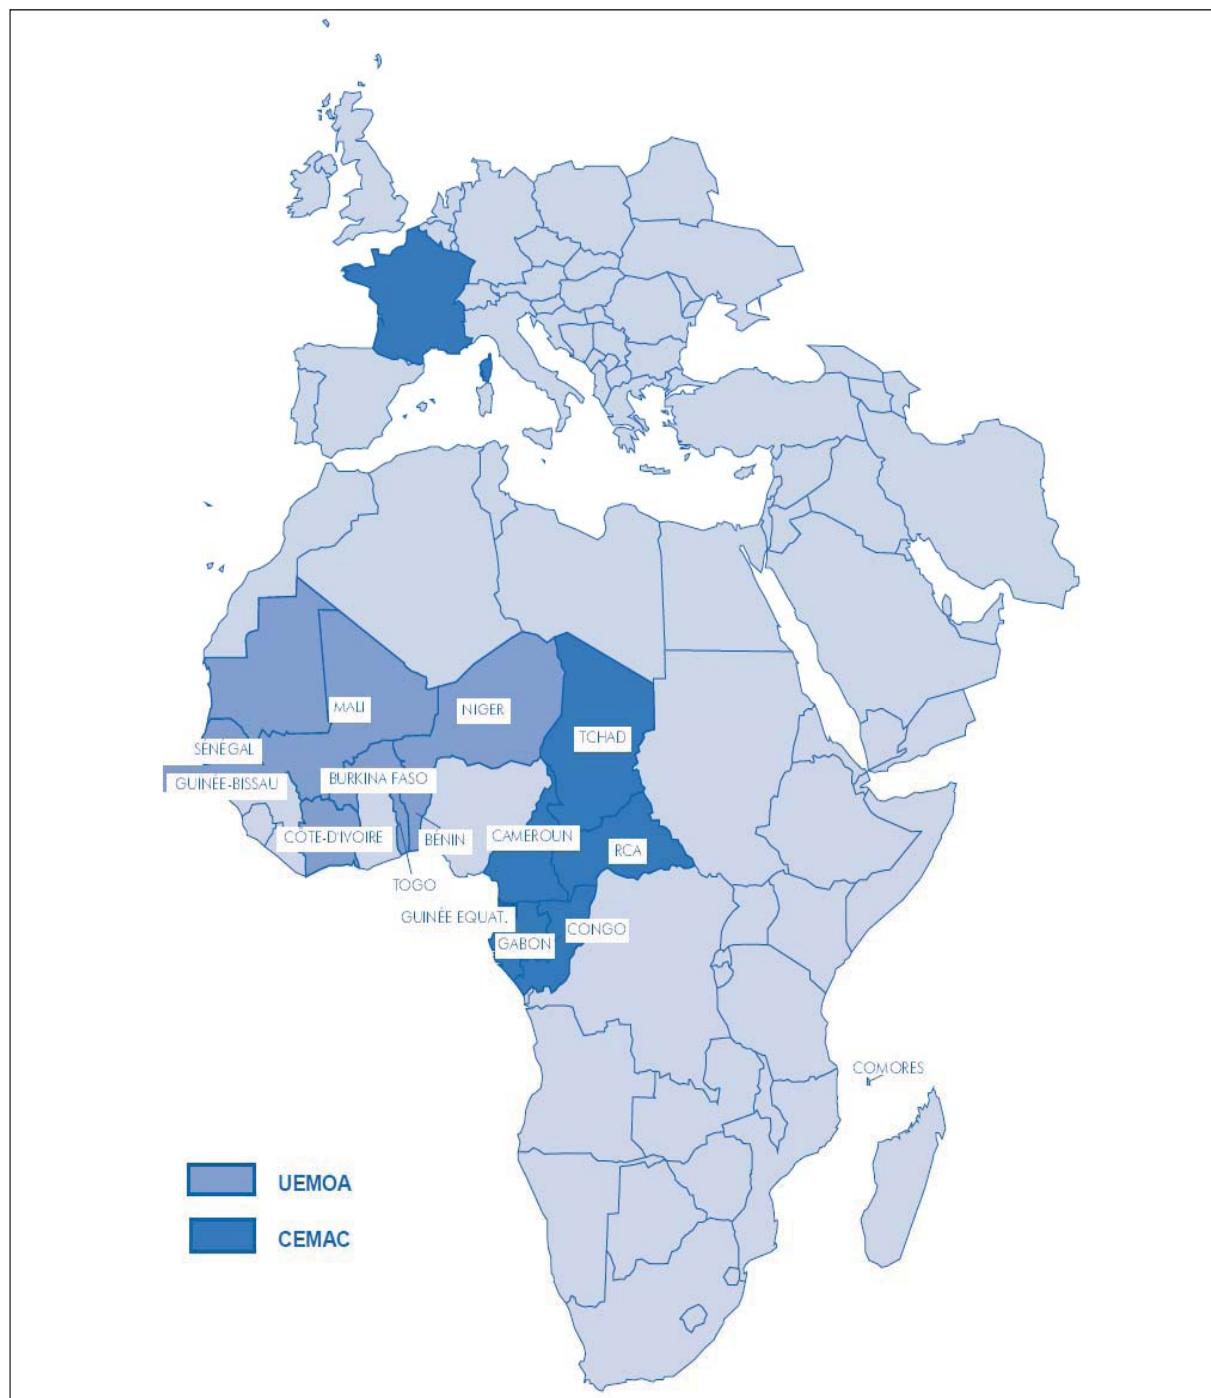 MALI
NIGER
TCHAD
SÉNÉGAL
GUINÉE-BISSAU
BURKINA FASO
CÔTE-D'IVOIRE
BÉNIN
CAMEROUN
RCA
TOGO
GUINÉE EQUAT.
CONGO
GABON
COMORES
UEMOA
CEMAC